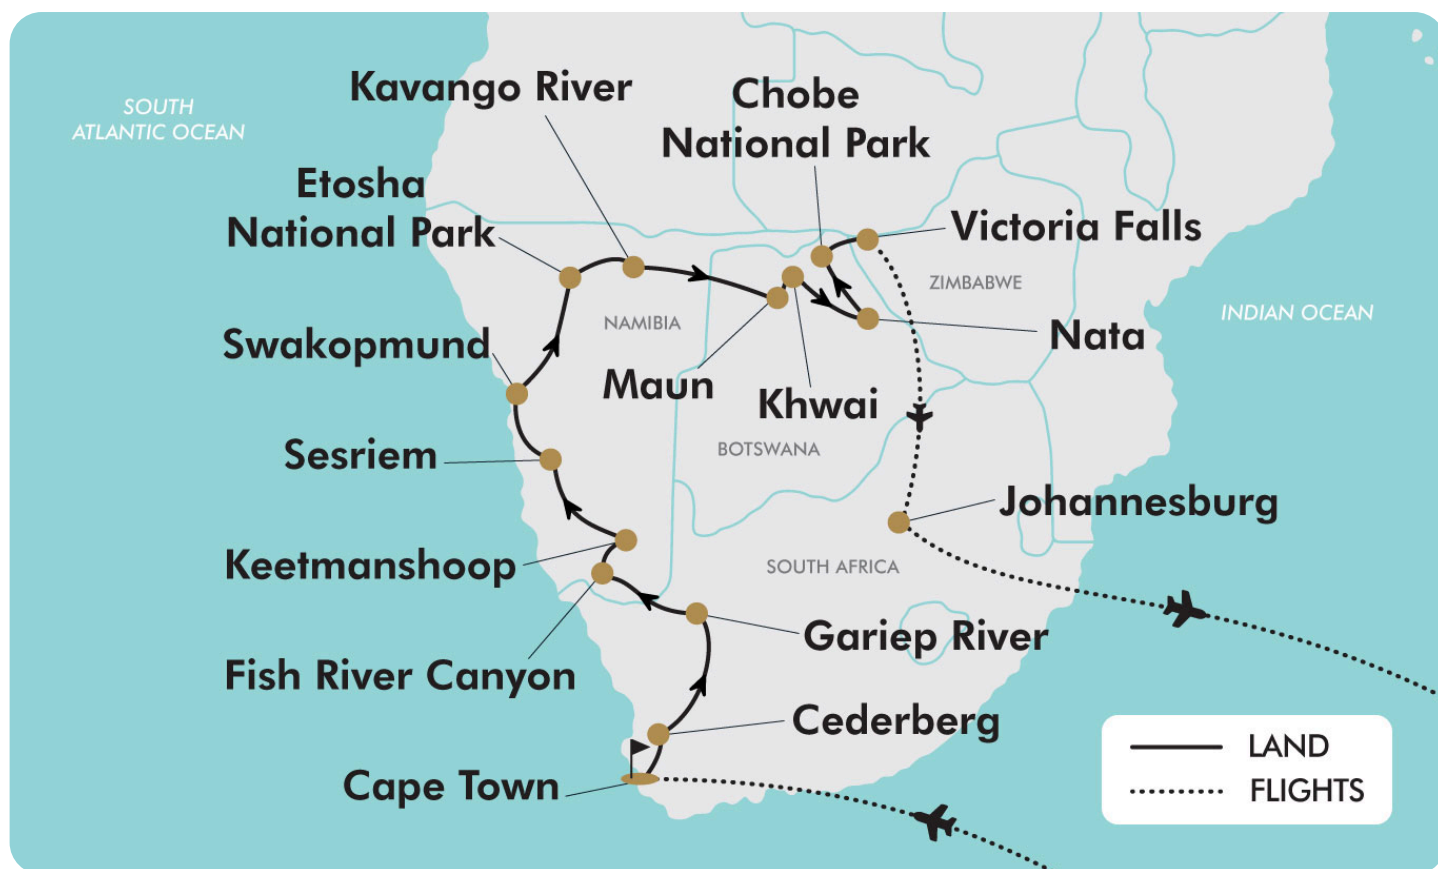 Kavango River
Chobe
National Park
SOUTH
ATLANTIC OCEAN
Etosha
National Park
Victoria Falls
ZIMBABWE
INDIAN OCEAN
NAMIBIA
Swakopmund
Nata
Maun
Khwai
BOTSWANA
Sesriem
Johannesburg
Keetmanshoop
SOUTH AFRICA
Gariep River
Fish River Canyon
Cederberg
Cape Town
LAND
FLIGHTS